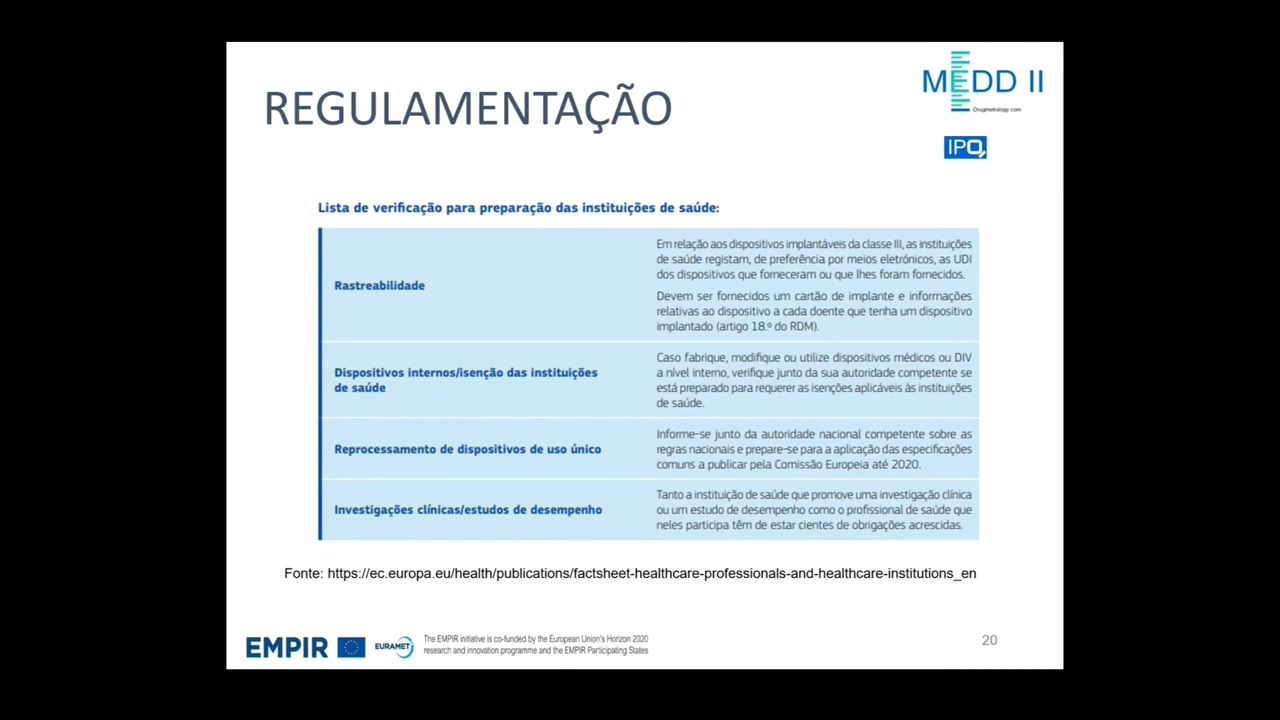 REGULAMENTAÇÃO
MEDD II
Drugmetrology.com
IPQ
Lista de verificação para preparação das instituições de saúde:
Rastreabilidade
Em relação aos dispositivos implantáveis da classe III, as instituições
de saúde registam, de preferência por meios eletrónicos, as UDI
dos dispositivos que forneceram ou que lhes foram fornecidos.
Devem ser fornecidos um cartão de implante e informações
relativas ao dispositivo a cada doente que tenha um dispositivo
implantado (artigo 18.º do RDM).
Dispositivos internos/isenção das instituições
de saúde
Caso fabrique, modifique ou utilize dispositivos médicos ou DIV
a nível interno, verifique junto da sua autoridade competente se
está preparado para requerer as isenções aplicáveis às instituições
de saúde.
Reprocessamento de dispositivos de uso único
Informe-se junto da autoridade nacional competente sobre as
regras nacionais e prepare-se para a aplicação das especificações
comuns a publicar pela Comissão Europeia até 2020.
Investigações clínicas/estudos de desempenho
Tanto a instituição de saúde que promove uma investigação clínica
ou um estudo de desempenho como o profissional de saúde que
neles participa têm de estar cientes de obrigações acrescidas.
Fonte: https://ec.europa.eu/health/publications/factsheet-healthcare-professionals-and-healthcare-institutions_en
EMPIR
EURAMET
The EMPIR initiative is co-funded by the European Union's Horizon 2020
research and innovation programme and the EMPIR Participating States
20